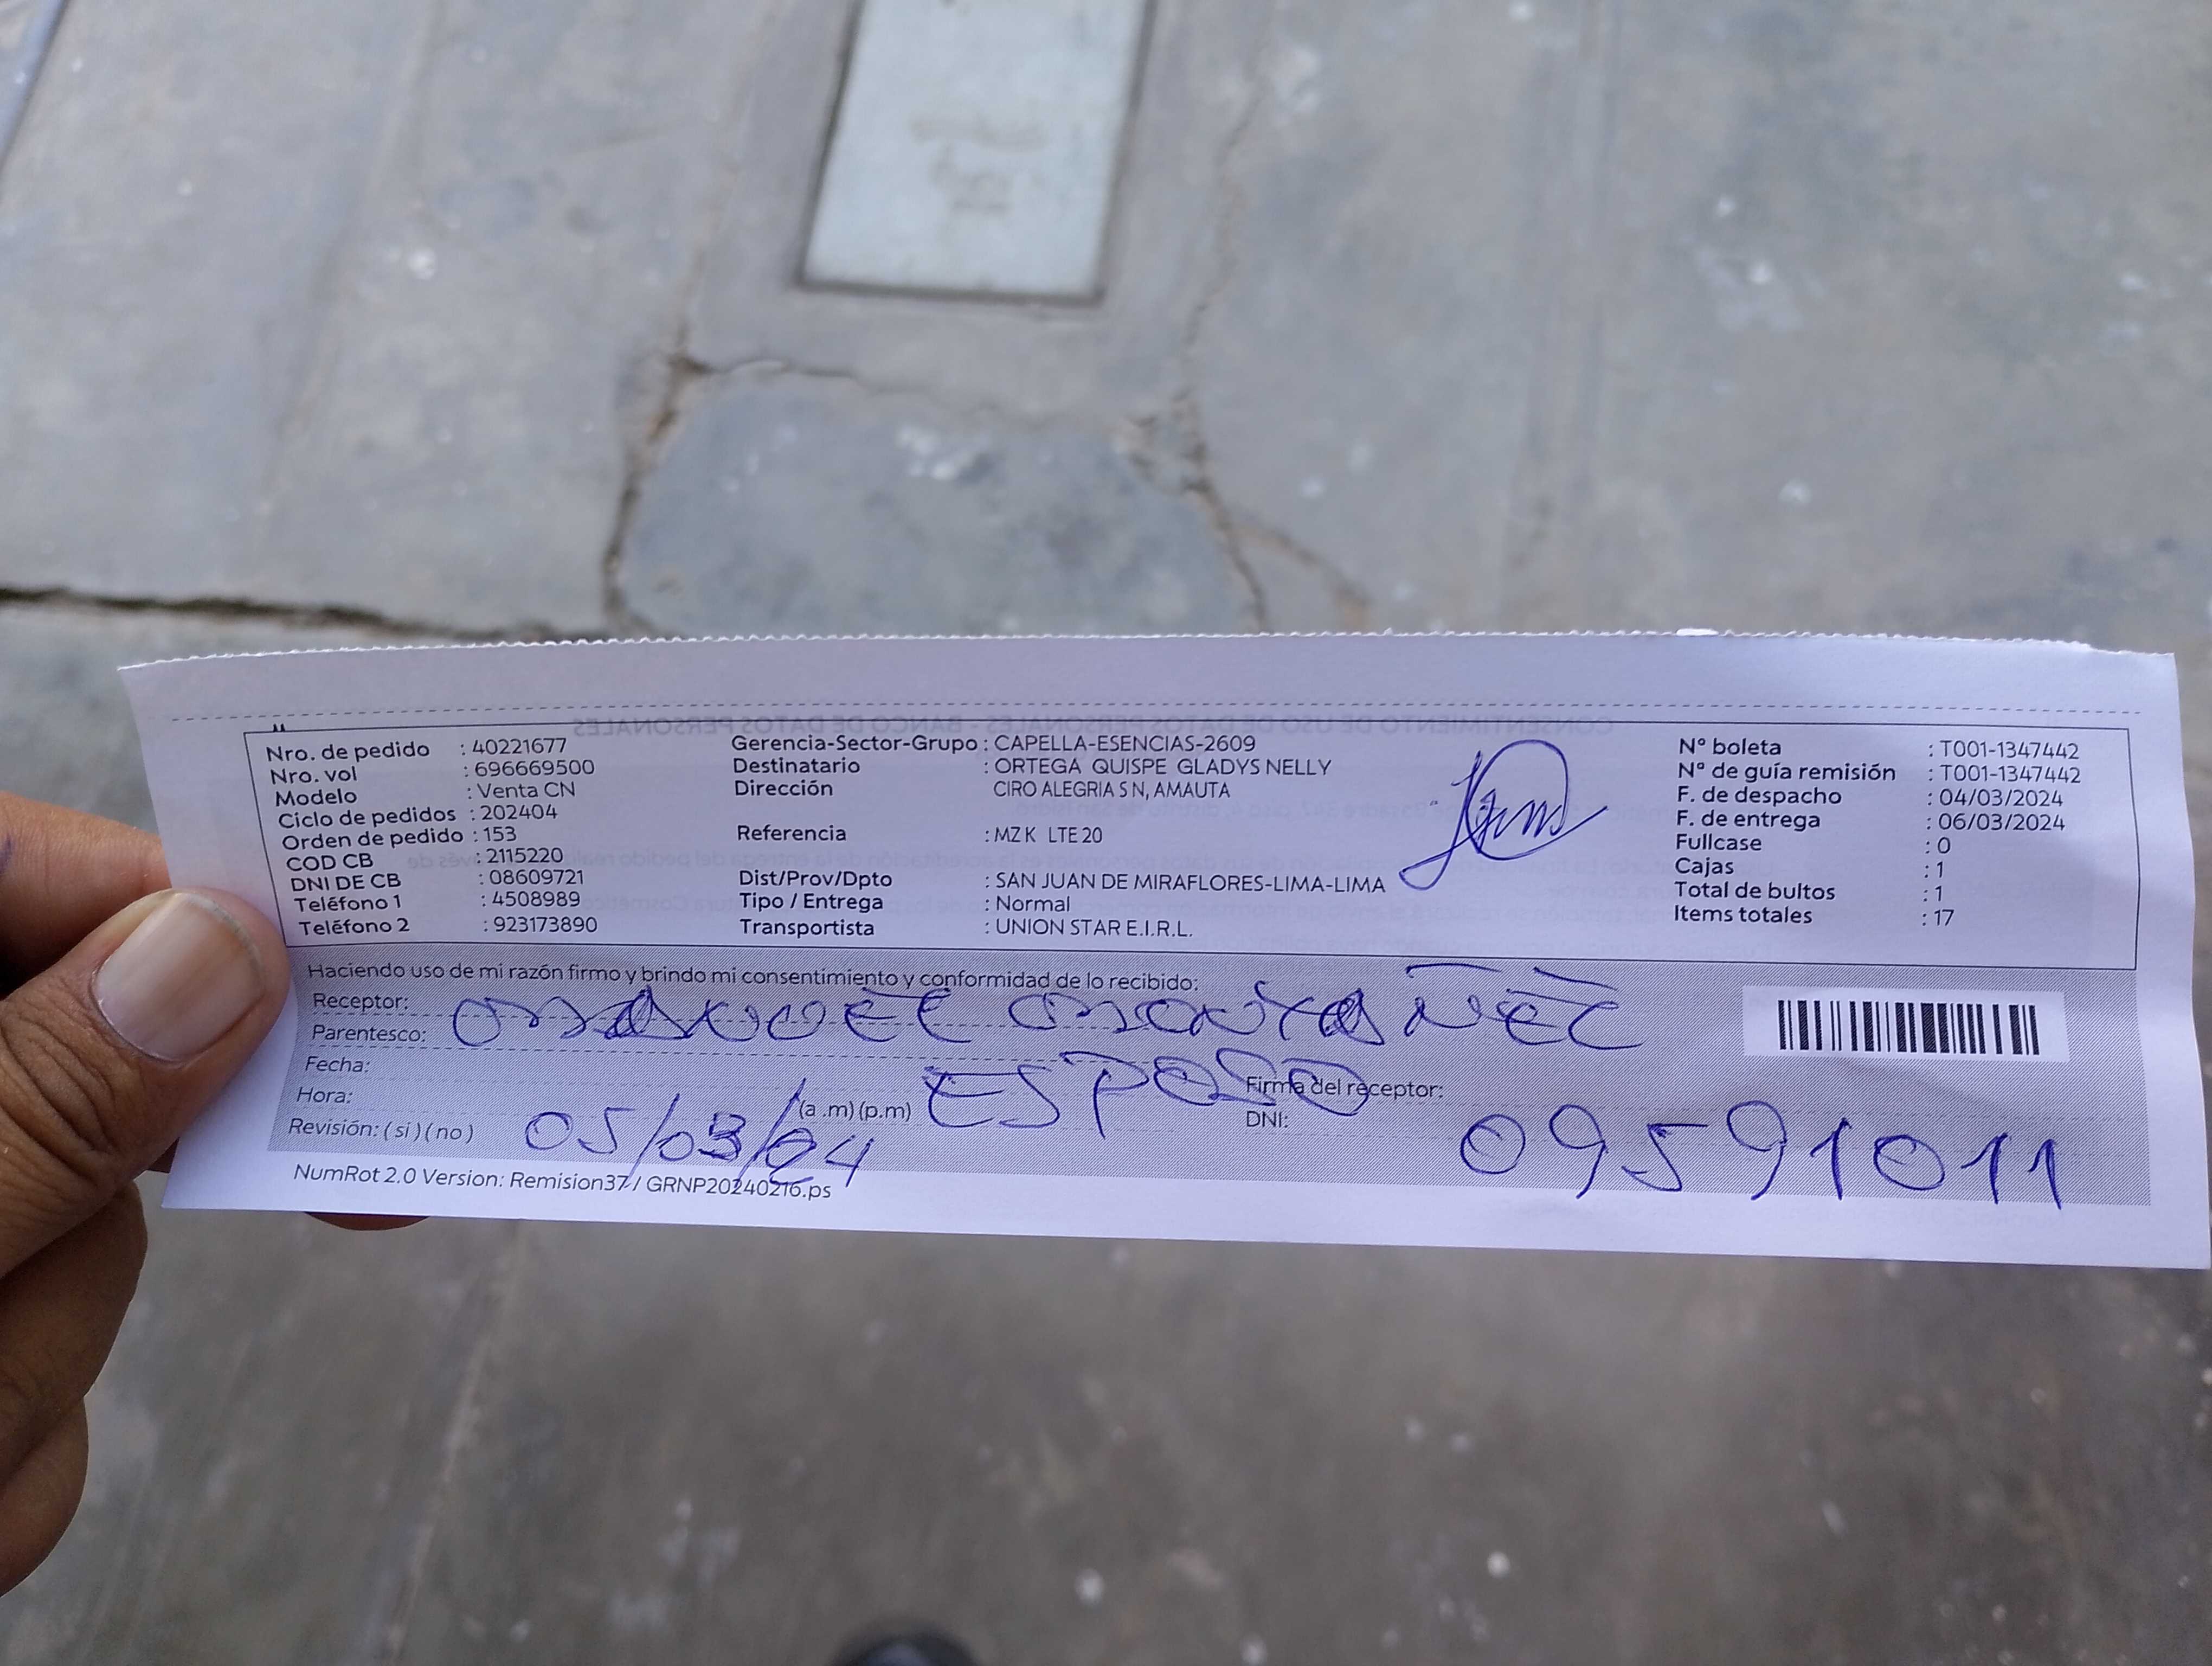 Nro. de pedido : 40221677
Nro. vol : 696669500
Modelo : Venta CN
Ciclo de pedidos : 202404
Orden de pedido : 153
COD CB : 2115220
DNI DE CB : 08609721
Teléfono 1 : 4508989
Teléfono 2 : 923173890
Gerencia-Sector-Grupo : CAPELLA-ESENCIAS-2609
Destinatario : ORTEGA QUISPE GLADYS NELLY
Dirección CIRO ALEGRIA S N, AMAUTA
Referencia : MZ K LTE 20
Dist/Prov/Dpto : SAN JUAN DE MIRAFLORES-LIMA-LIMA
Tipo / Entrega : Normal
Transportista : UNION STAR E.I.R.L.
Nº boleta : T001-1347442
Nº de guía remisión : T001-1347442
F. de despacho : 04/03/2024
F. de entrega : 06/03/2024
Fullcase : 0
Cajas : 1
Total de bultos : 1
Items totales : 17
Haciendo uso de mi razón firmo y brindo mi consentimiento y conformidad de lo recibido:
Receptor:
Parentesco: ESPOSO
Fecha: 05/03/24
Hora: (a .m) (p.m)
Revisión: ( si ) ( no )
Firma del receptor:
DNI: 09591011
NumRot 2.0 Version: Remision37 / GRNP20240216.ps